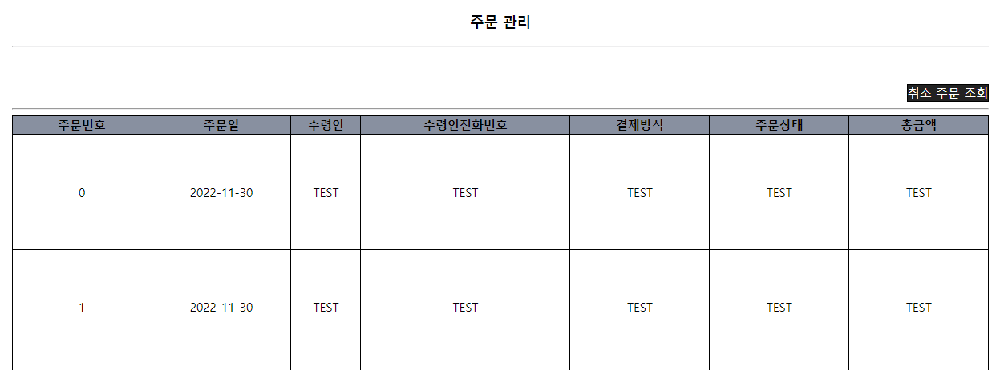 주문 관리
취소 주문 조회
주문번호 주문일 수령인 수령인전화번호 결제방식 주문상태 총금액
0 2022-11-30 TEST TEST TEST TEST TEST
1 2022-11-30 TEST TEST TEST TEST TEST